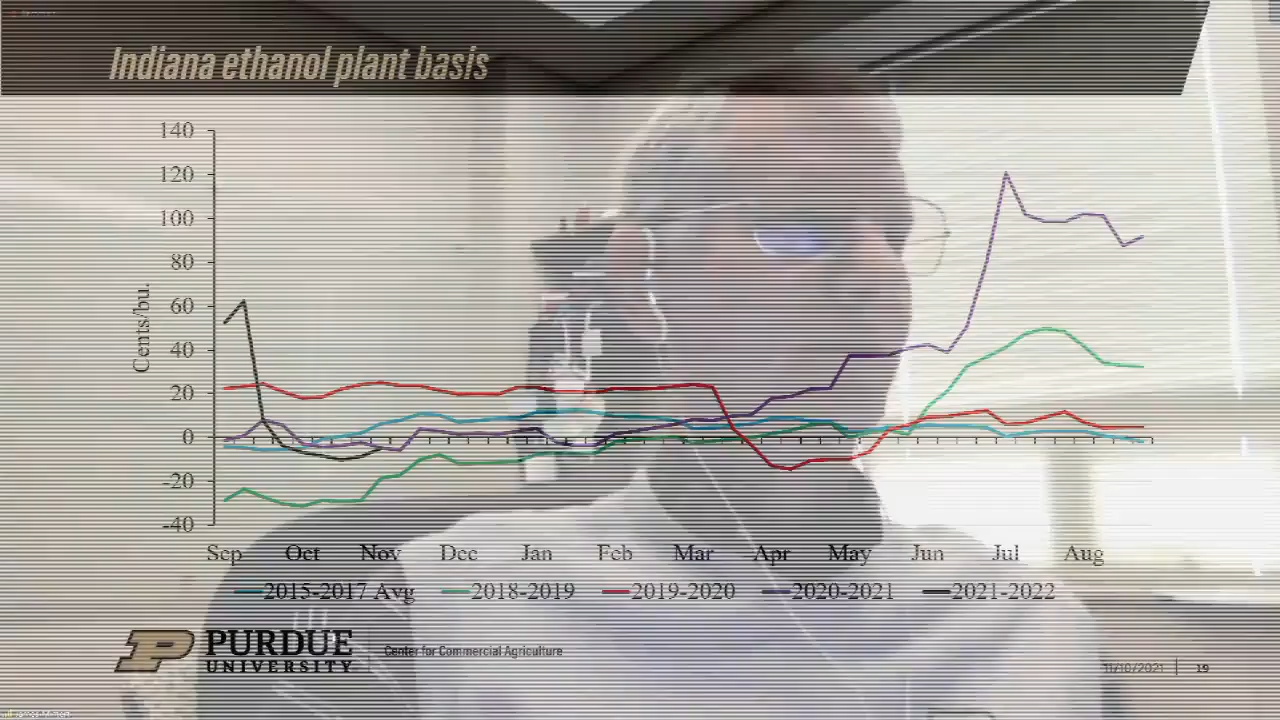 Indiana ethanol plant basis
140
120
100
80
60
40
20
0
-20
-40
Cents/bu.
Sep Oct Nov Dec Jan Feb Mar Apr May Jun Jul Aug
2015-2017 Avg 2018-2019 2019-2020 2020-2021 2021-2022
P PURDUE UNIVERSITY
Center for Commercial Agriculture
11/10/2021 19